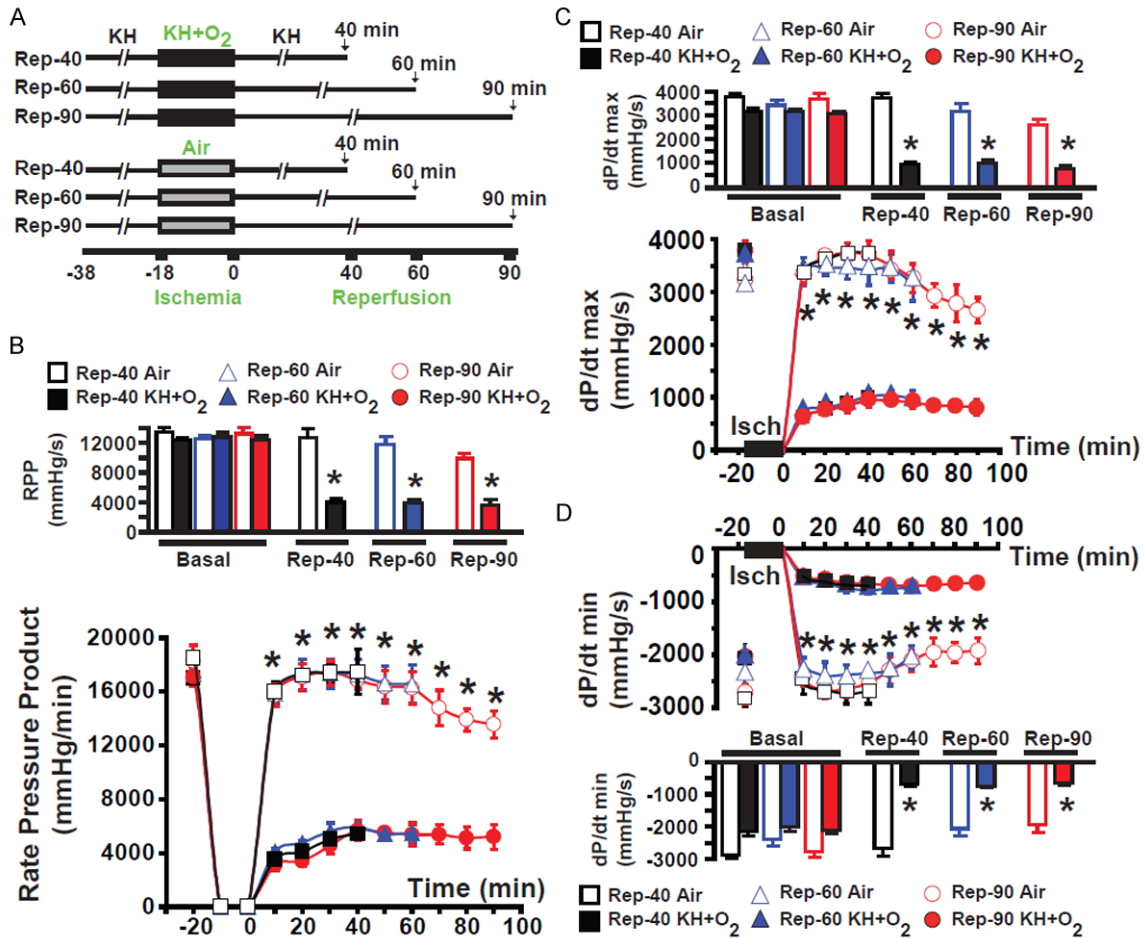 A
KH KH+O2 KH 40 min
Rep-40
60 min
Rep-60
90 min
Rep-90
Air
40 min
Rep-40
60 min
Rep-60
90 min
Rep-90
-38 -18 0 40 60 90
Ischemia Reperfusion
B
Rep-40 Air Rep-60 Air Rep-90 Air
Rep-40 KH+O2 Rep-60 KH+O2 Rep-90 KH+O2
RPP
(mmHg/s)
12000
8000
4000
0
* * *
Basal Rep-40 Rep-60 Rep-90
Rate Pressure Product
(mmHg/min)
20000
16000
12000
8000
4000
0
* * * * * * * * *
Time (min)
-20 0 20 40 60 80 100
C
Rep-40 Air Rep-60 Air Rep-90 Air
Rep-40 KH+O2 Rep-60 KH+O2 Rep-90 KH+O2
dP/dt max
(mmHg/s)
4000
3000
2000
1000
0
* * *
Basal Rep-40 Rep-60 Rep-90
dP/dt max
(mmHg/s)
4000
3000
2000
1000
0
* * * * * * * * *
Isch
Time (min)
-20 0 20 40 60 80 100
D
-20 20 40 60 80 100
0
Time (min)
Isch
dP/dt min
(mmHg/s)
-1000
-2000
-3000
* * * * * * * * *
Basal Rep-40 Rep-60 Rep-90
dP/dt min
(mmHg/s)
0
-1000
-2000
-3000
* * *
Rep-40 Air Rep-60 Air Rep-90 Air
Rep-40 KH+O2 Rep-60 KH+O2 Rep-90 KH+O2